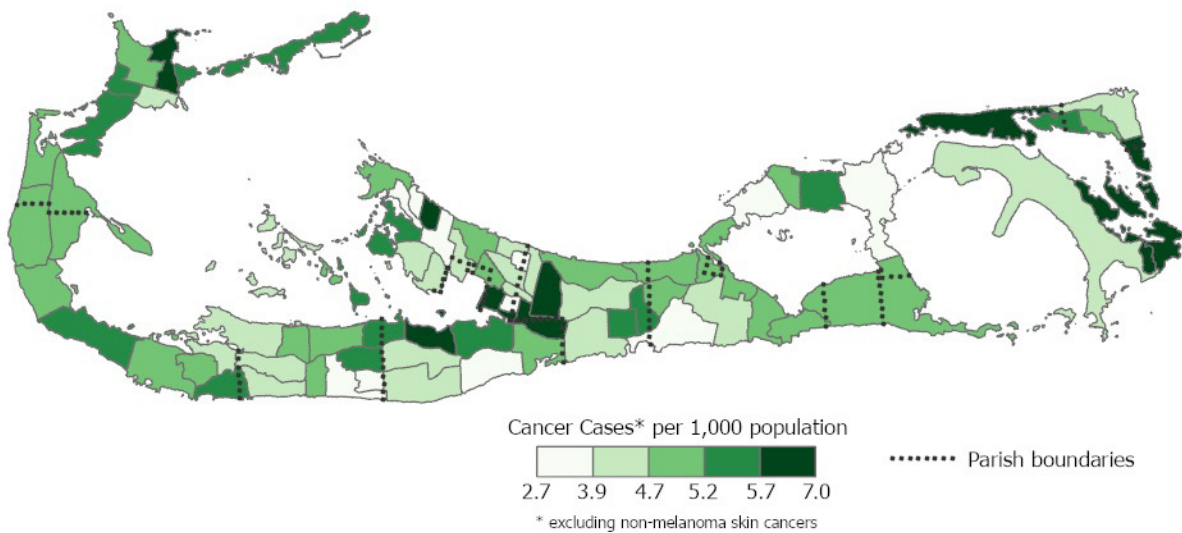 Cancer Cases* per 1,000 population
2.7 3.9 4.7 5.2 5.7 7.0
* excluding non-melanoma skin cancers
Parish boundaries